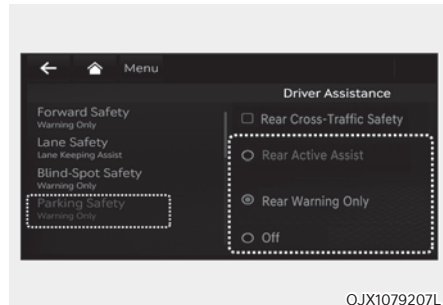 Menu
Driver Assistance
Forward Safety
Warning Only
Lane Safety
Lane Keeping Assist
Blind-Spot Safety
Warning Only
Parking Safety
Warning Only
Rear Cross-Traffic Safety
Rear Active Assist
Rear Warning Only
Off
OJX1079207L